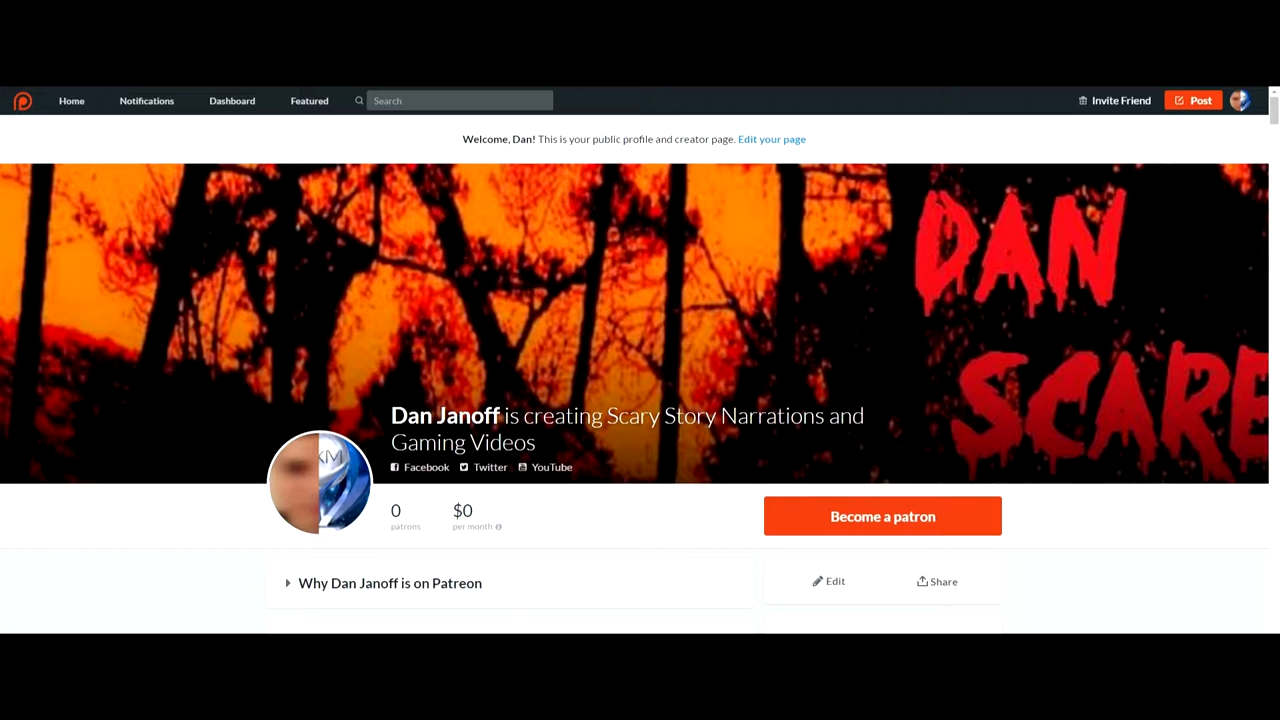 Home Notifications Dashboard Featured Search Invite Friend Post
Welcome, Dan! This is your public profile and creator page. Edit your page
DAN
SCARE
Dan Janoff is creating Scary Story Narrations and
Gaming Videos
Facebook Twitter YouTube
XM
0 $0
patrons per month
Become a patron
Why Dan Janoff is on Patreon
Edit Share